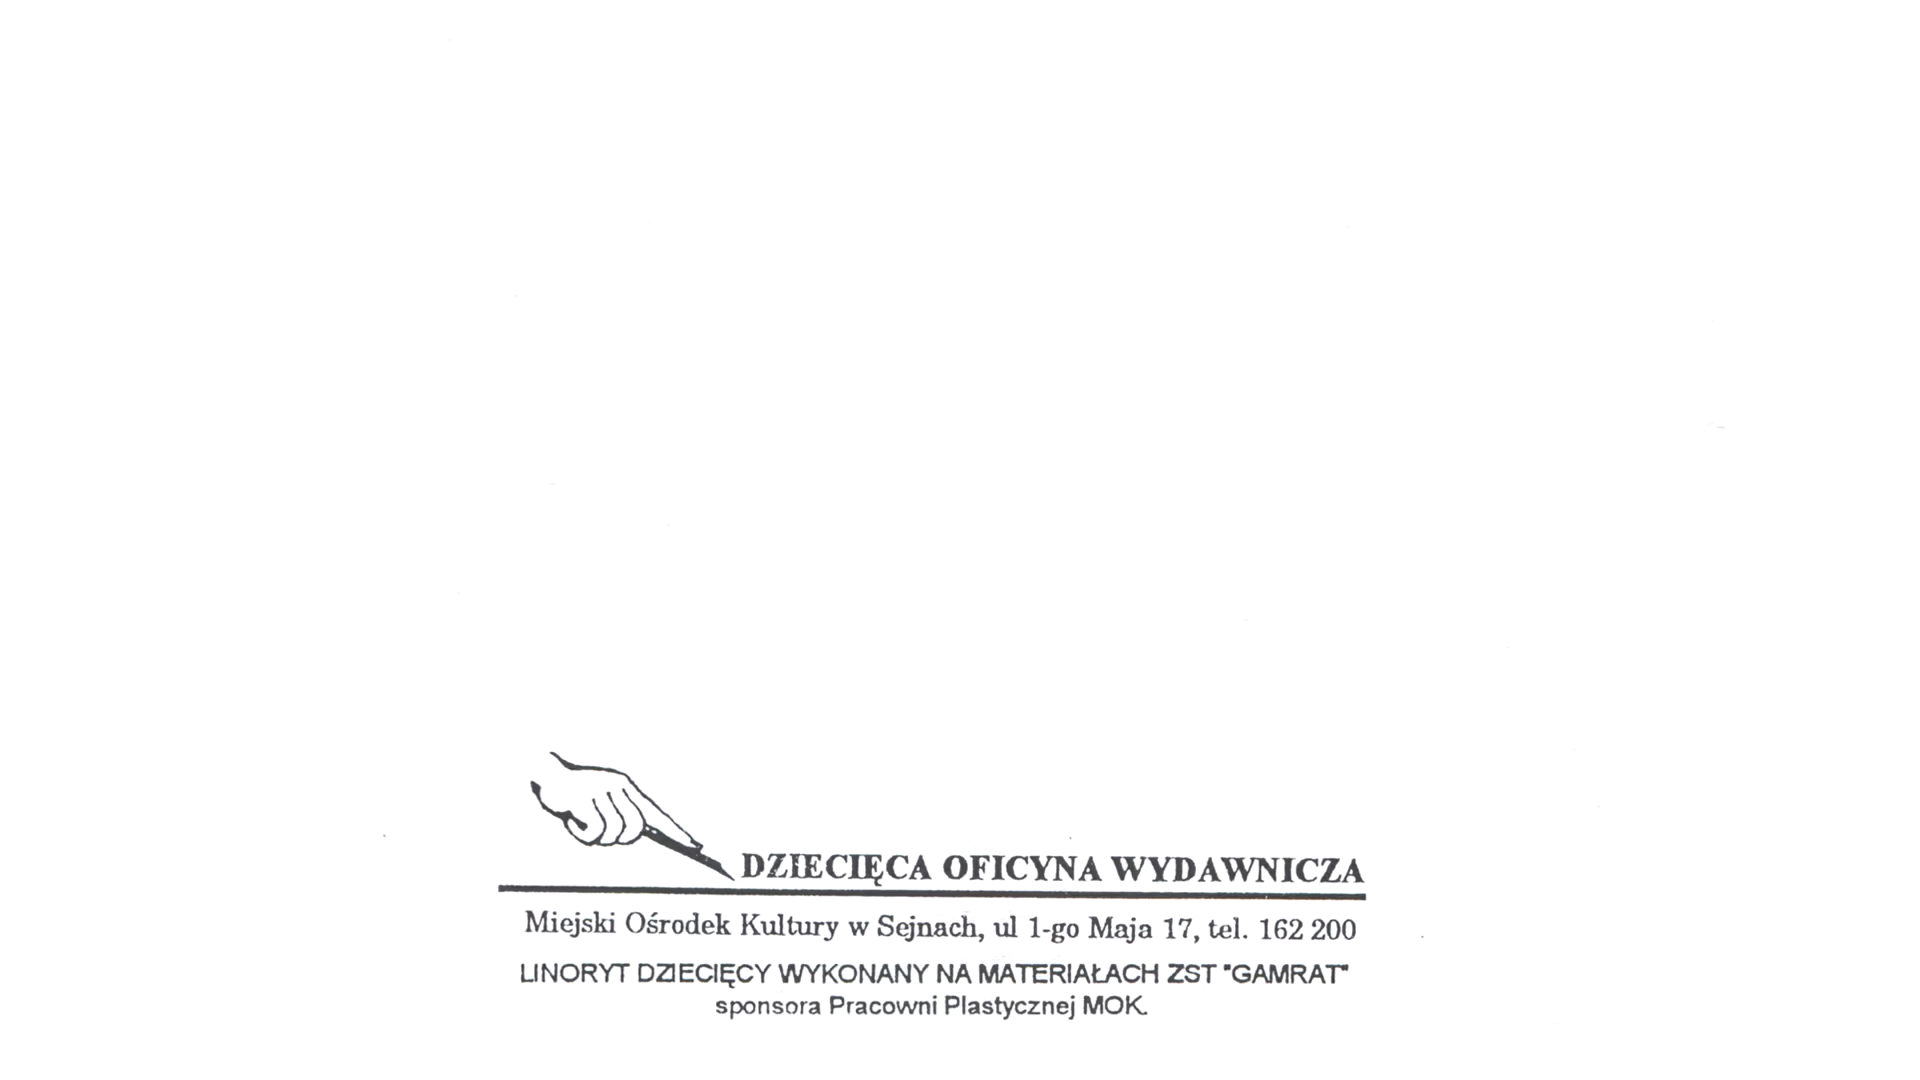 DZIECIĘCA OFICYNA WYDAWNICZA
Miejski Ośrodek Kultury w Sejnach, ul 1-go Maja 17, tel. 162 200
LINORYT DZIECIĘCY WYKONANY NA MATERIAŁACH ZST "GAMRAT"
sponsora Pracowni Plastycznej MOK.